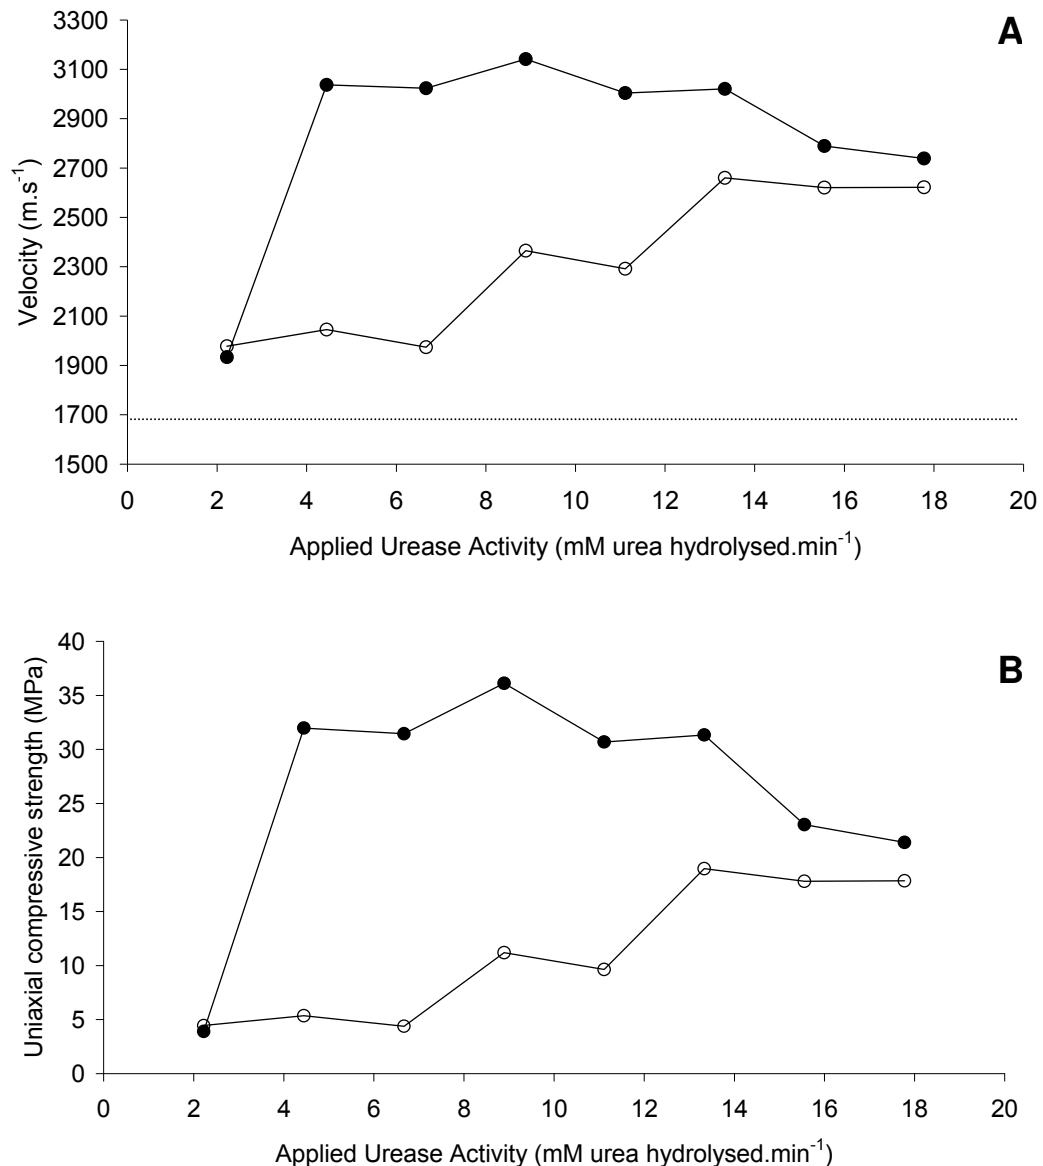 A
3300
3100
2900
2700
2500
2300
2100
1900
1700
1500
Velocity (m.s⁻¹)
0 2 4 6 8 10 12 14 16 18 20
Applied Urease Activity (mM urea hydrolysed.min⁻¹)
B
40
35
30
25
20
15
10
5
0
Uniaxial compressive strength (MPa)
0 2 4 6 8 10 12 14 16 18 20
Applied Urease Activity (mM urea hydrolysed.min⁻¹)